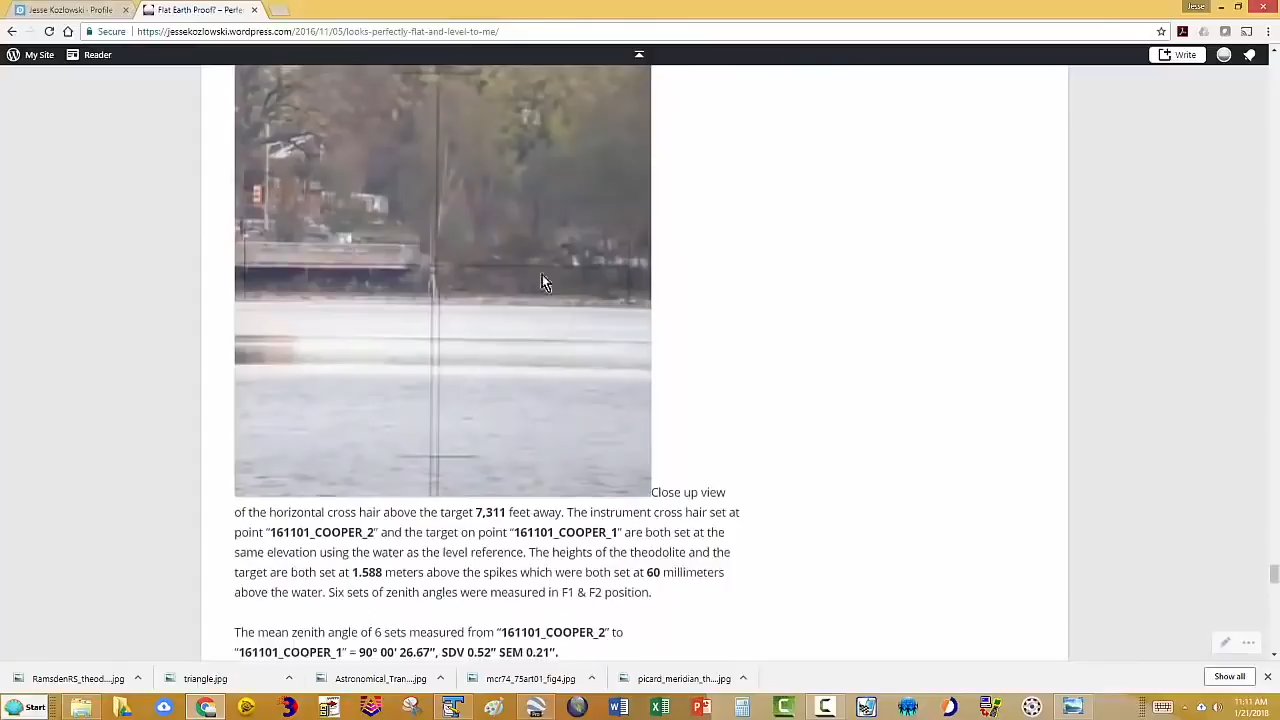 Jesse Kozlowski - Profile
Flat Earth Proof? – Perfe
Jesse
Secure
https://jessekozlowski.wordpress.com/2016/11/05/looks-perfectly-flat-and-level-to-me/
My Site
Reader
Write
Close up view
of the horizontal cross hair above the target 7,311 feet away. The instrument cross hair set at
point "161101_COOPER_2" and the target on point "161101_COOPER_1" are both set at the
same elevation using the water as the level reference. The heights of the theodolite and the
target are both set at 1.588 meters above the spikes which were both set at 60 millimeters
above the water. Six sets of zenith angles were measured in F1 & F2 position.
The mean zenith angle of 6 sets measured from "161101_COOPER_2" to
"161101_COOPER_1" = 90° 00' 26.67", SDV 0.52" SEM 0.21".
RamsdenRS_theod....jpg
triangle.jpg
Astronomical_Tran....jpg
mcr74_75art01_fig4.jpg
picard_meridian_th....jpg
Show all
Start
11:11 AM
1/21/2018